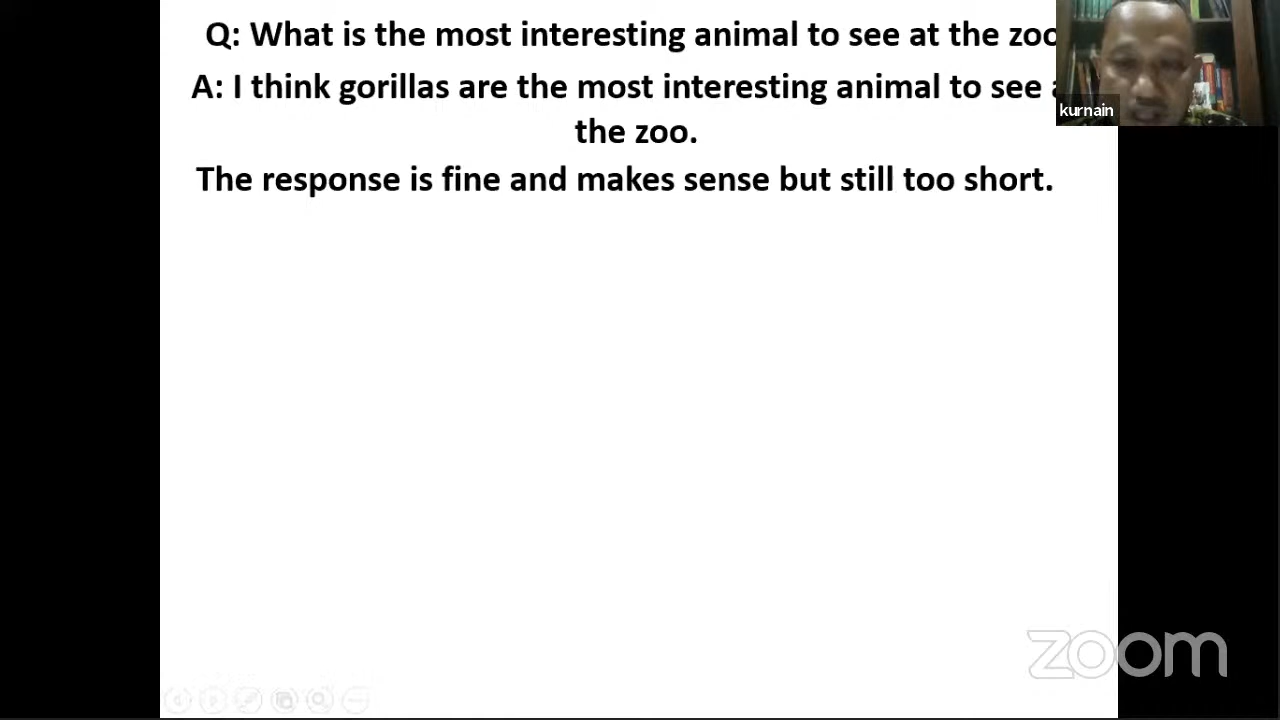 Q: What is the most interesting animal to see at the zoo
A: I think gorillas are the most interesting animal to see
the zoo.
The response is fine and makes sense but still too short.
kurnain
zoom